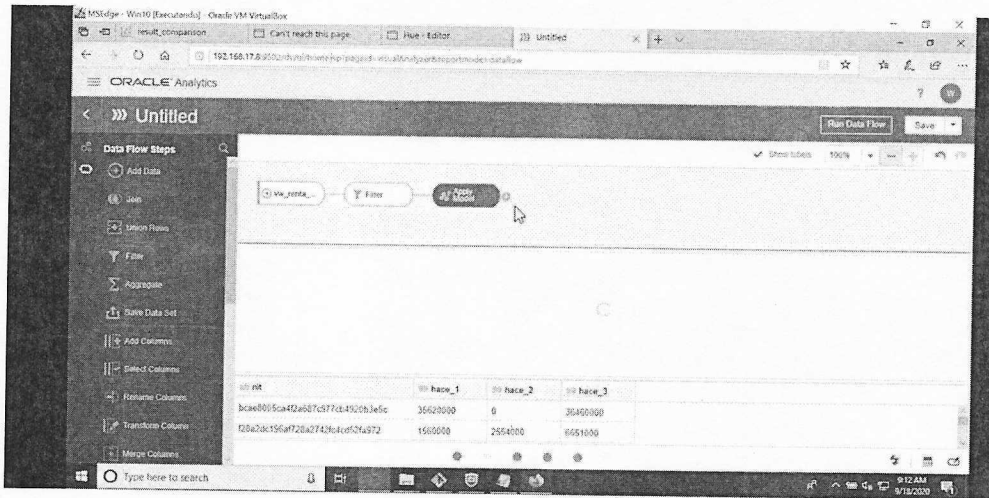 MSEdge - Win10 [Executando] - Oracle VM VirtualBox
result_comparison
Can't reach this page
Hue - Editor
Untitled
ORACLE Analytics
?
W
Untitled
Run Data Flow
Save
Data Flow Steps
Show labels
100%
Add Data
Join
Union Rows
Filter
Aggregate
Save Data Set
Add Columns
Select Columns
Rename Columns
Transform Column
Merge Columns
vw_renta_...
Filter
Apply Model
nit
hace_1
hace_2
hace_3
35620000
0
36460000
1560000
2554000
6651000
Type here to search
9:12 AM
9/18/2020